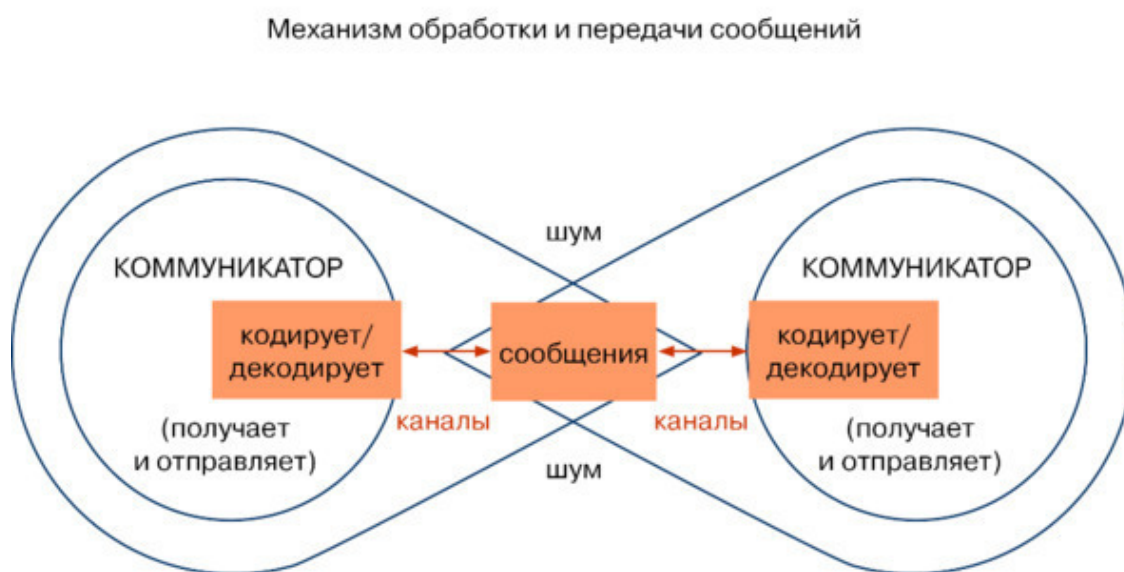 Механизм обработки и передачи сообщений
шум
КОММУНИКАТОР
кодирует/
декодирует
(получает
и отправляет)
каналы
сообщения
каналы
КОММУНИКАТОР
кодирует/
декодирует
(получает
и отправляет)
шум